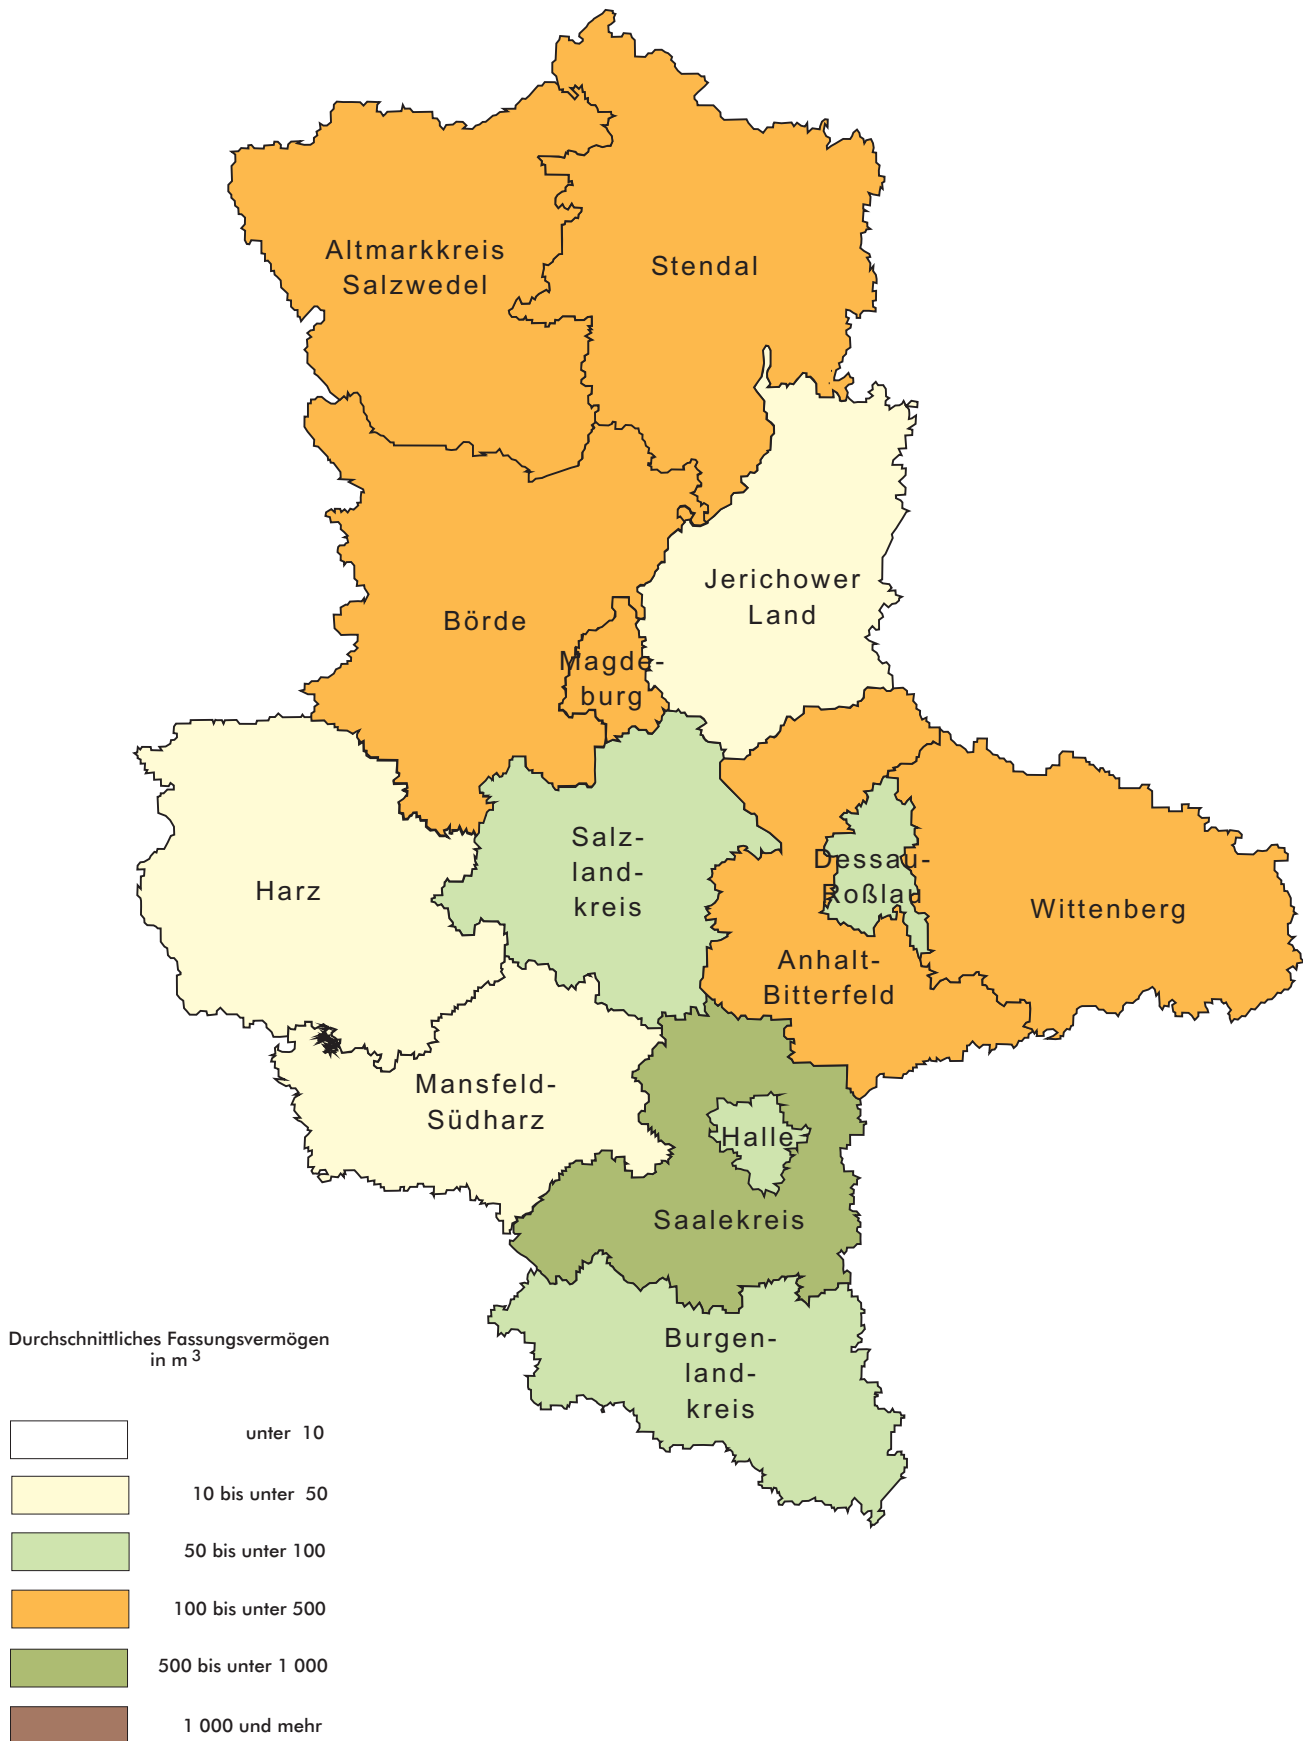 Altmarkkreis
Salzwedel
Stendal
Jerichower
Land
Börde
Magde-
burg
Salz-
land-
kreis
Dessau-
Roßlau
Harz
Wittenberg
Anhalt-
Bitterfeld
Mansfeld-
Südharz
Halle
Saalekreis
Burgen-
land-
kreis
Durchschnittliches Fassungsvermögen
in m³
unter 10
10 bis unter 50
50 bis unter 100
100 bis unter 500
500 bis unter 1 000
1 000 und mehr